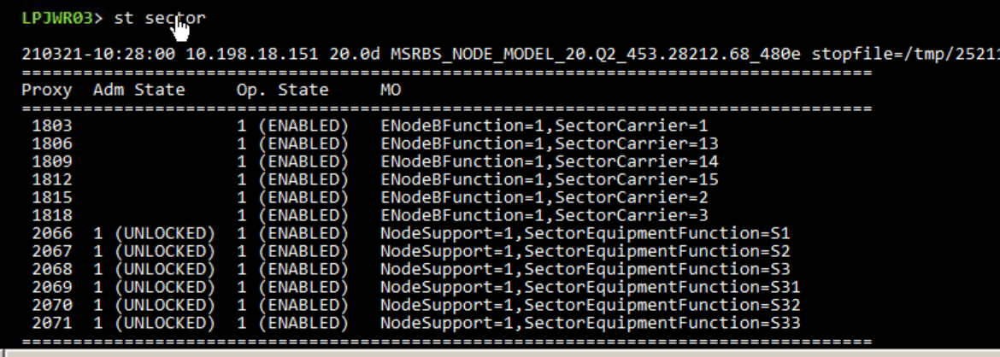 LPJWR03> st sector
210321-10:28:00 10.198.18.151 20.0d MSRBS_NODE_MODEL_20.Q2_453.28212.68_480e stopfile=/tmp/25211
===================================================================================
Proxy  Adm State     Op. State     MO
===================================================================================
 1803                1 (ENABLED)   ENodeBFunction=1,SectorCarrier=1
 1806                1 (ENABLED)   ENodeBFunction=1,SectorCarrier=13
 1809                1 (ENABLED)   ENodeBFunction=1,SectorCarrier=14
 1812                1 (ENABLED)   ENodeBFunction=1,SectorCarrier=15
 1815                1 (ENABLED)   ENodeBFunction=1,SectorCarrier=2
 1818                1 (ENABLED)   ENodeBFunction=1,SectorCarrier=3
 2066  1 (UNLOCKED)  1 (ENABLED)   NodeSupport=1,SectorEquipmentFunction=S1
 2067  1 (UNLOCKED)  1 (ENABLED)   NodeSupport=1,SectorEquipmentFunction=S2
 2068  1 (UNLOCKED)  1 (ENABLED)   NodeSupport=1,SectorEquipmentFunction=S3
 2069  1 (UNLOCKED)  1 (ENABLED)   NodeSupport=1,SectorEquipmentFunction=S31
 2070  1 (UNLOCKED)  1 (ENABLED)   NodeSupport=1,SectorEquipmentFunction=S32
 2071  1 (UNLOCKED)  1 (ENABLED)   NodeSupport=1,SectorEquipmentFunction=S33
===================================================================================